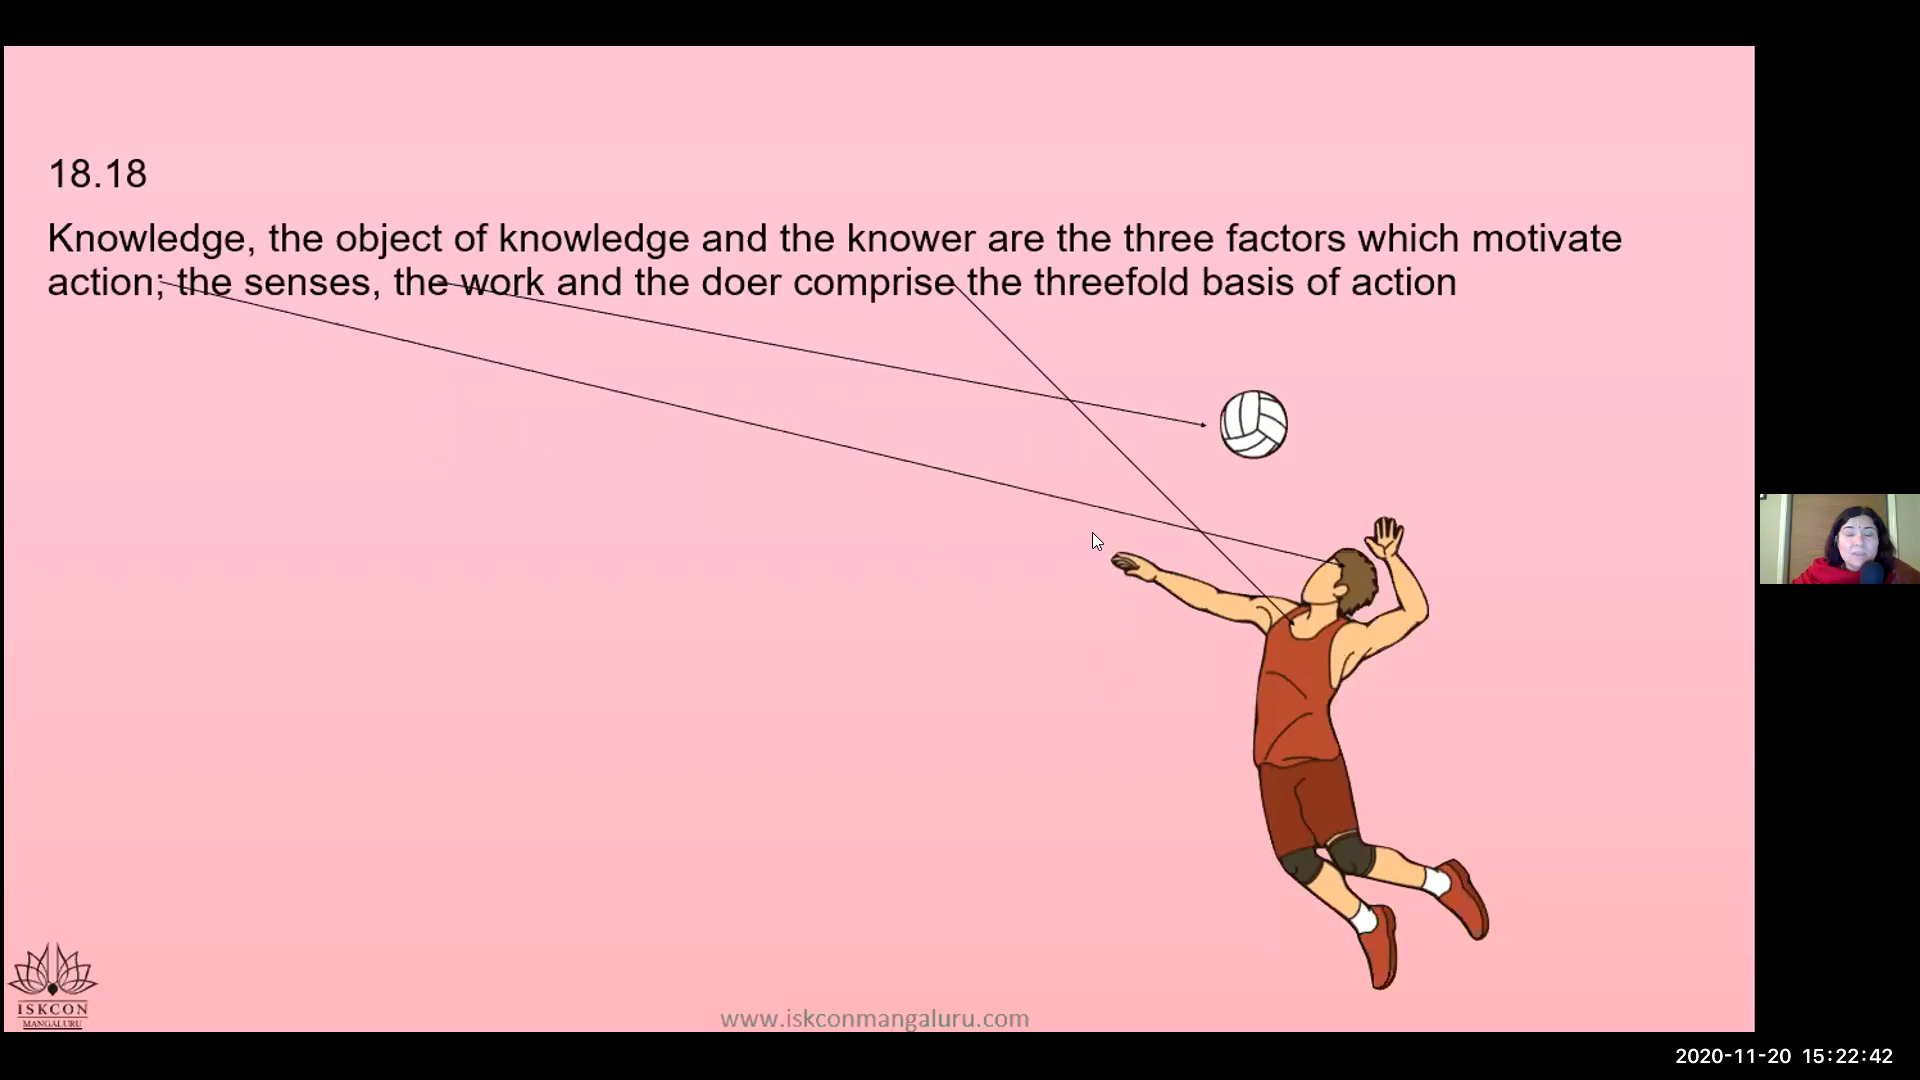 18.18
Knowledge, the object of knowledge and the knower are the three factors which motivate
action; the senses, the work and the doer comprise the threefold basis of action
ISKCON
MANGALURU
www.iskconmangaluru.com
2020-11-20 15:22:42